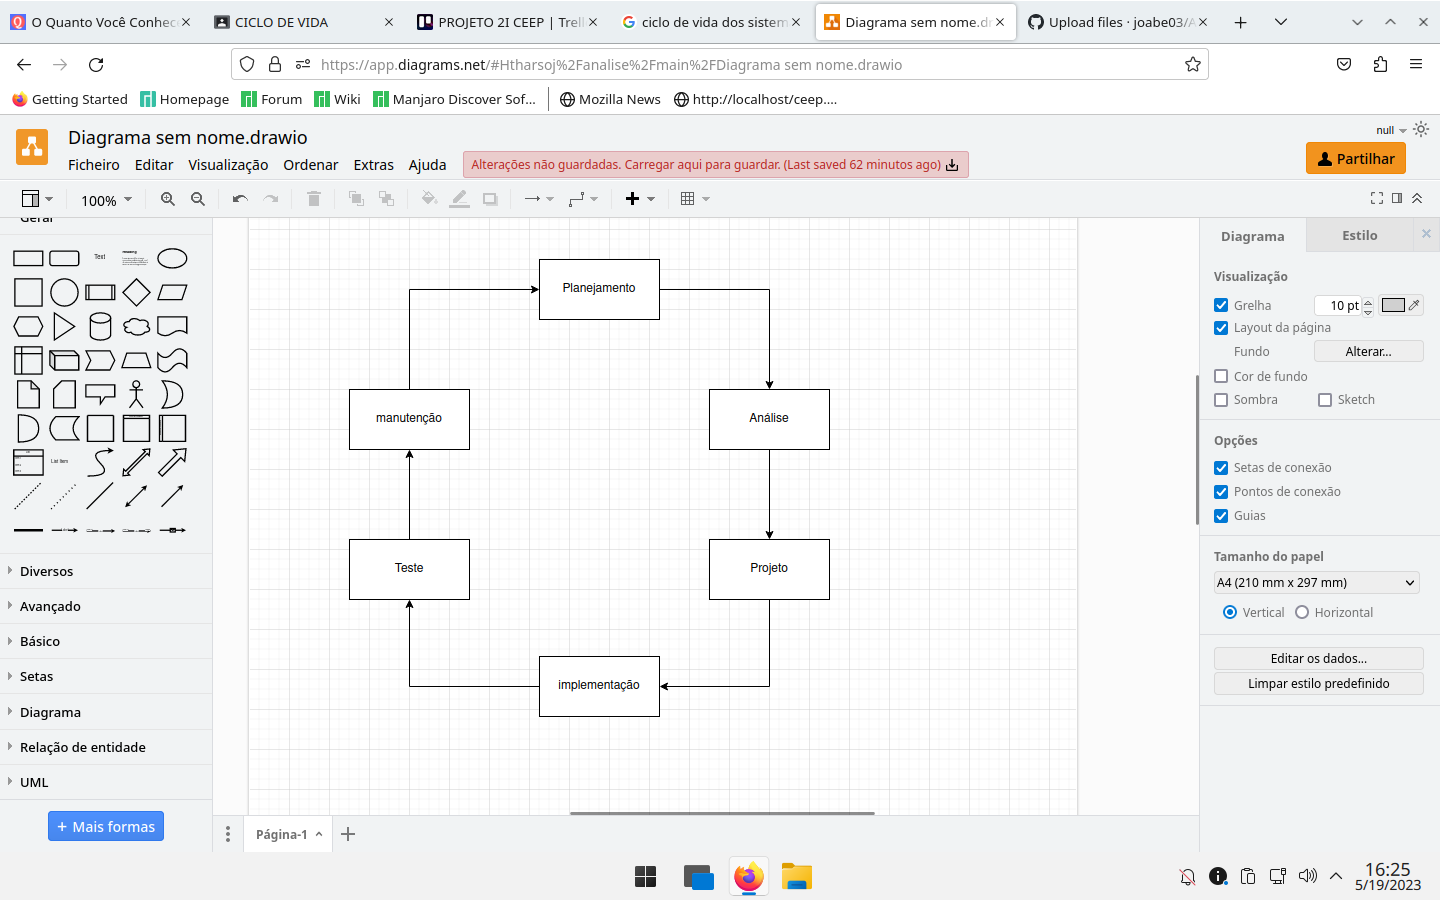 O Quanto Você Conhec
CICLO DE VIDA
PROJETO 2I CEEP | Trell
ciclo de vida dos sistem
Diagrama sem nome.dr
Upload files · joabe03/A
https://app.diagrams.net/#Htharsoj%2Fanalise%2Fmain%2FDiagrama sem nome.drawio
Getting Started
Homepage
Forum
Wiki
Manjaro Discover Sof...
Mozilla News
http://localhost/ceep....
Diagrama sem nome.drawio
null
Ficheiro
Editar
Visualização
Ordenar
Extras
Ajuda
Alterações não guardadas. Carregar aqui para guardar. (Last saved 62 minutos ago)
Partilhar
100%
Geral
Text
Heading
List Item
Diversos
Avançado
Básico
Setas
Diagrama
Relação de entidade
UML
+ Mais formas
Planejamento
manutenção
Análise
Teste
Projeto
implementação
Página-1
Diagrama
Estilo
Visualização
Grelha
10 pt
Layout da página
Fundo
Alterar...
Cor de fundo
Sombra
Sketch
Opções
Setas de conexão
Pontos de conexão
Guias
Tamanho do papel
A4 (210 mm x 297 mm)
Vertical
Horizontal
Editar os dados...
Limpar estilo predefinido
16:25
5/19/2023